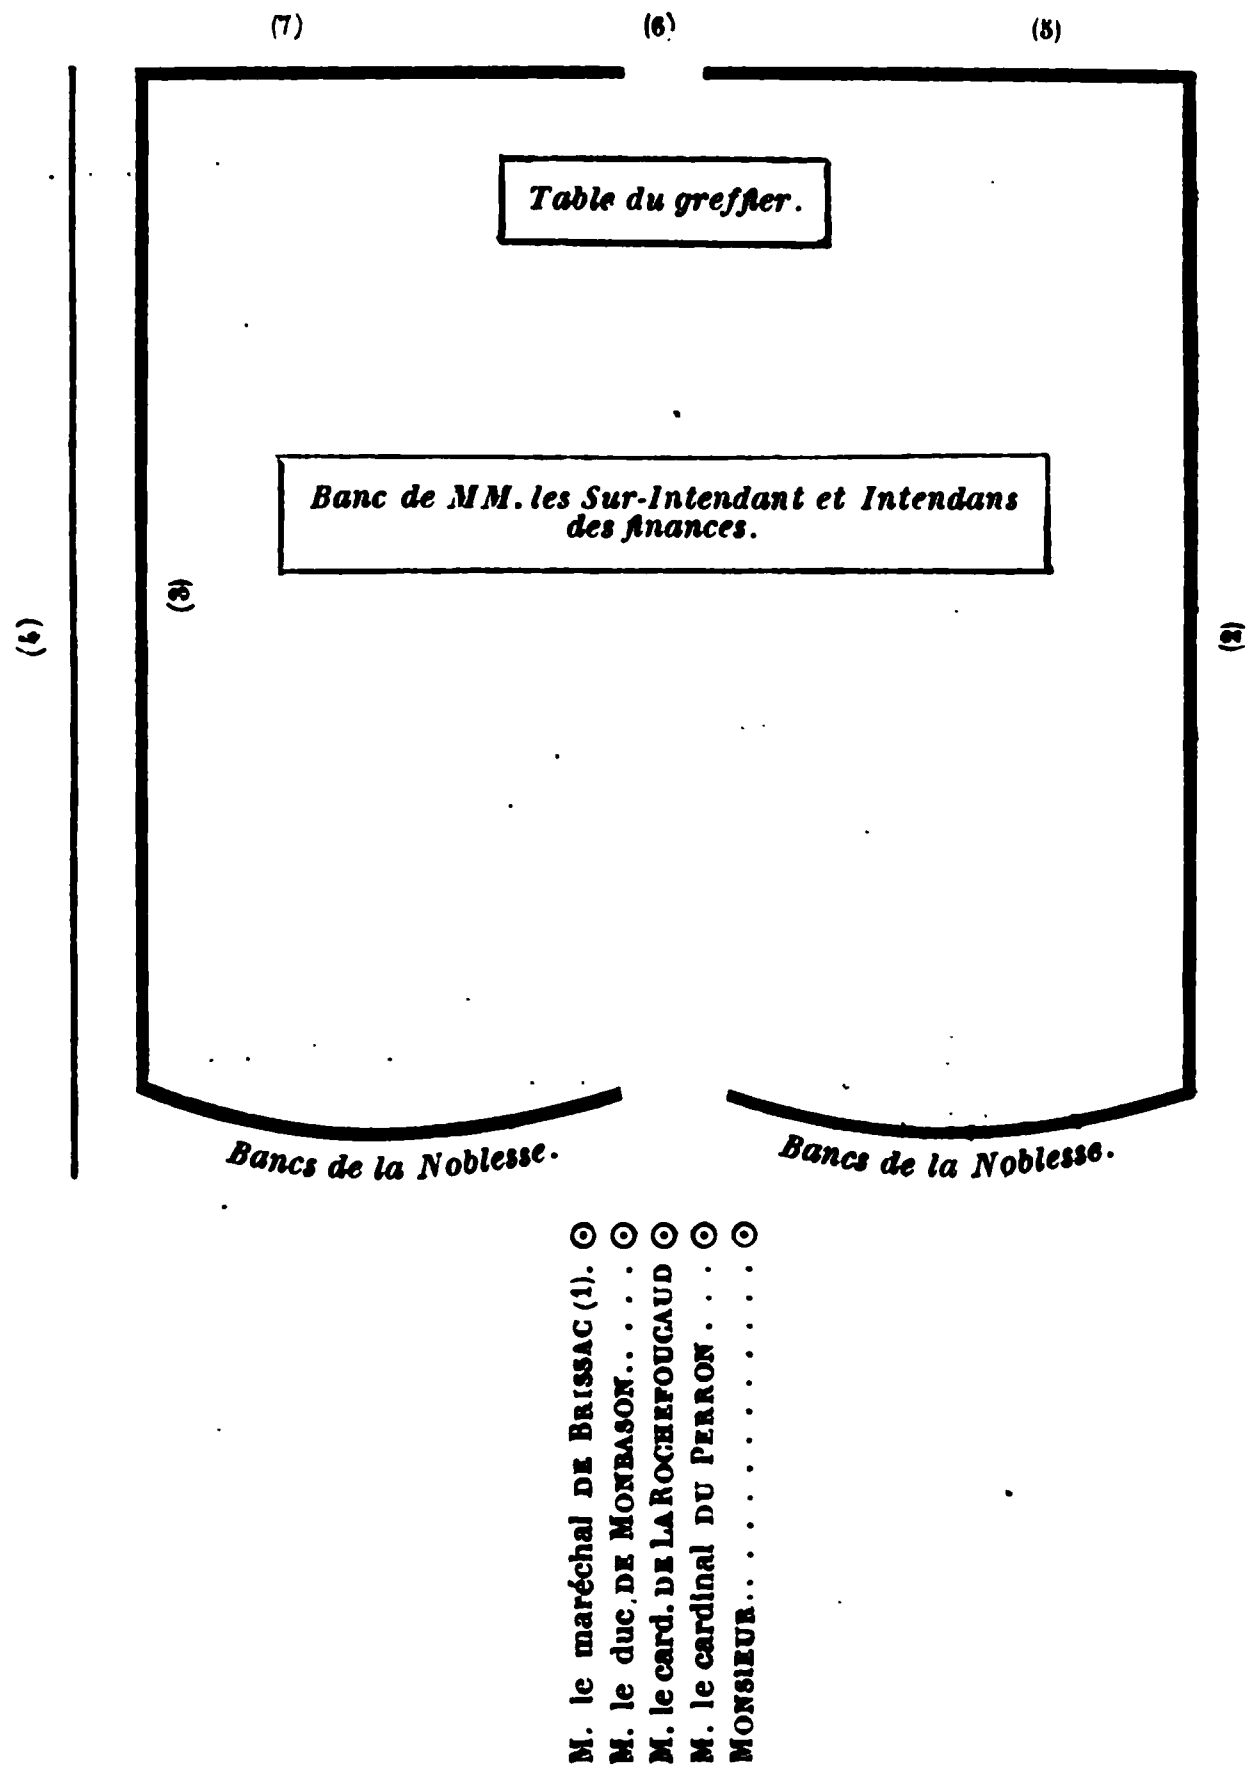 (7) (6) (5)
Table du greffier.
Banc de MM. les Sur-Intendant et Intendans
des finances.
(3)
(4)
(2)
Bancs de la Noblesse. Bancs de la Noblesse.
M. le maréchal DE BRISSAC (1).
M. le duc DE MONBASON......
M. le card. DE LA ROCHEFOUCAUD
M. le cardinal DU PERRON....
MONSIEUR.............